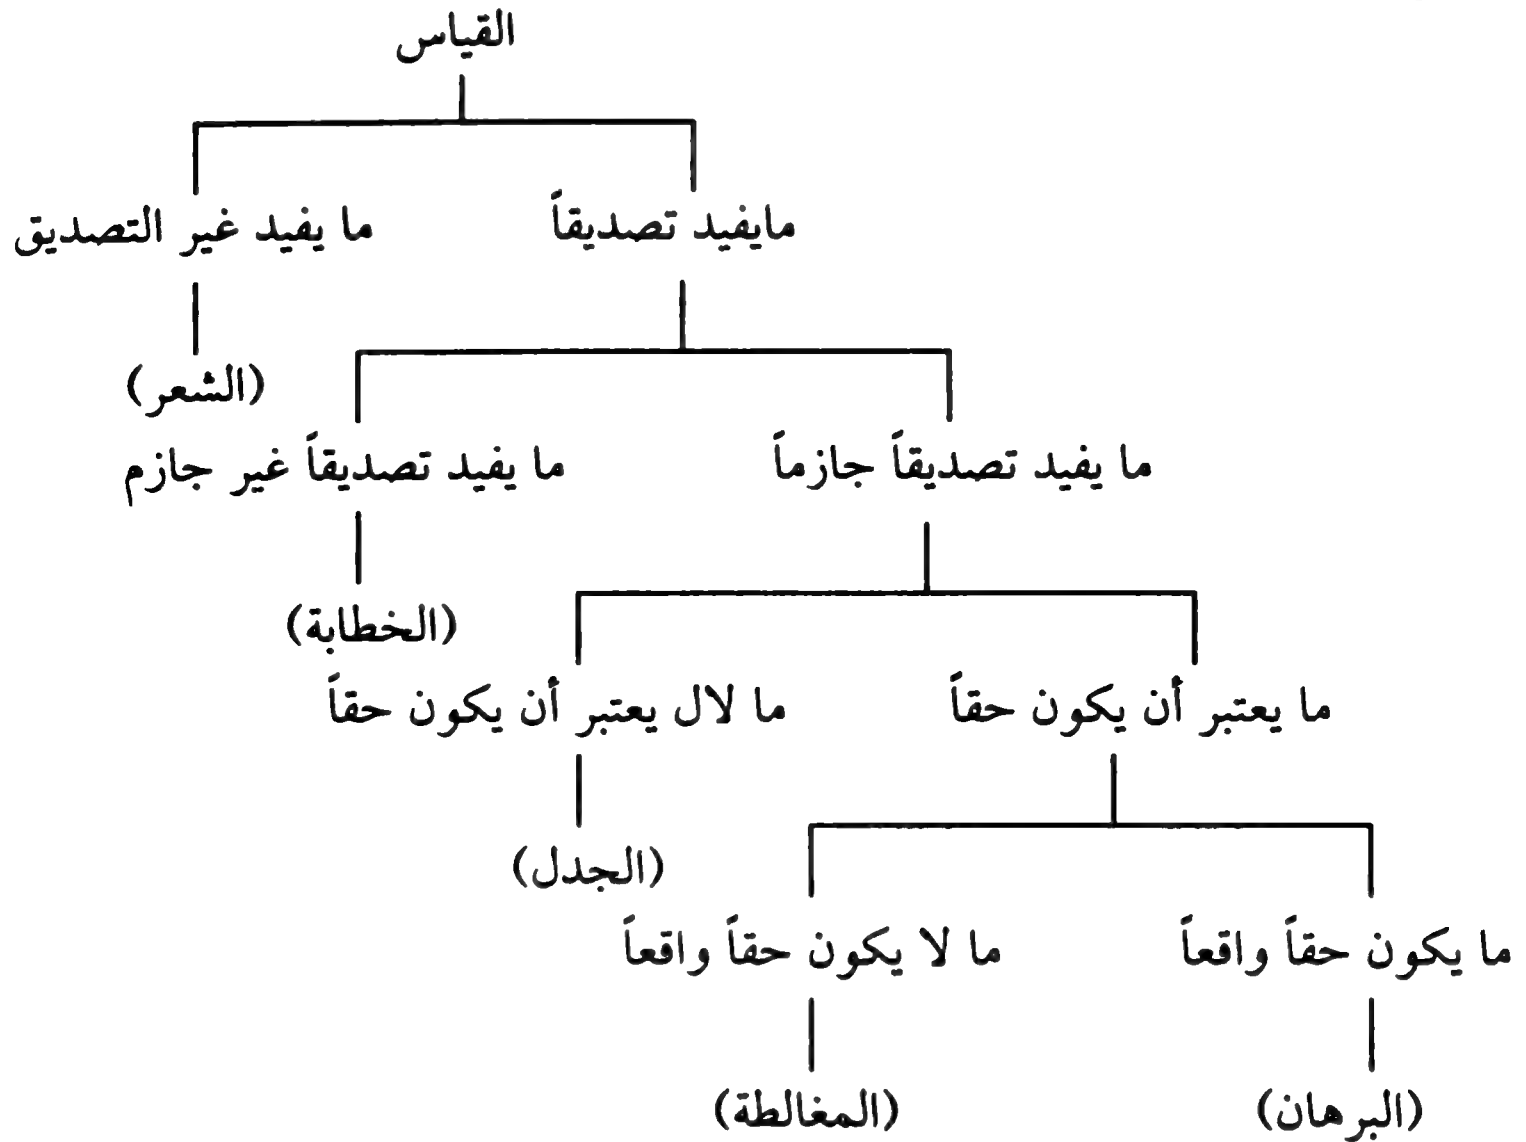 القياس
مايفيد تصديقاً
ما يفيد غير التصديق
(الشعر)
ما يفيد تصديقاً جازماً
ما يفيد تصديقاً غير جازم
(الخطابة)
ما يعتبر أن يكون حقاً
ما لال يعتبر أن يكون حقاً
(الجدل)
ما يكون حقاً واقعاً
ما لا يكون حقاً واقعاً
(البرهان)
(المغالطة)